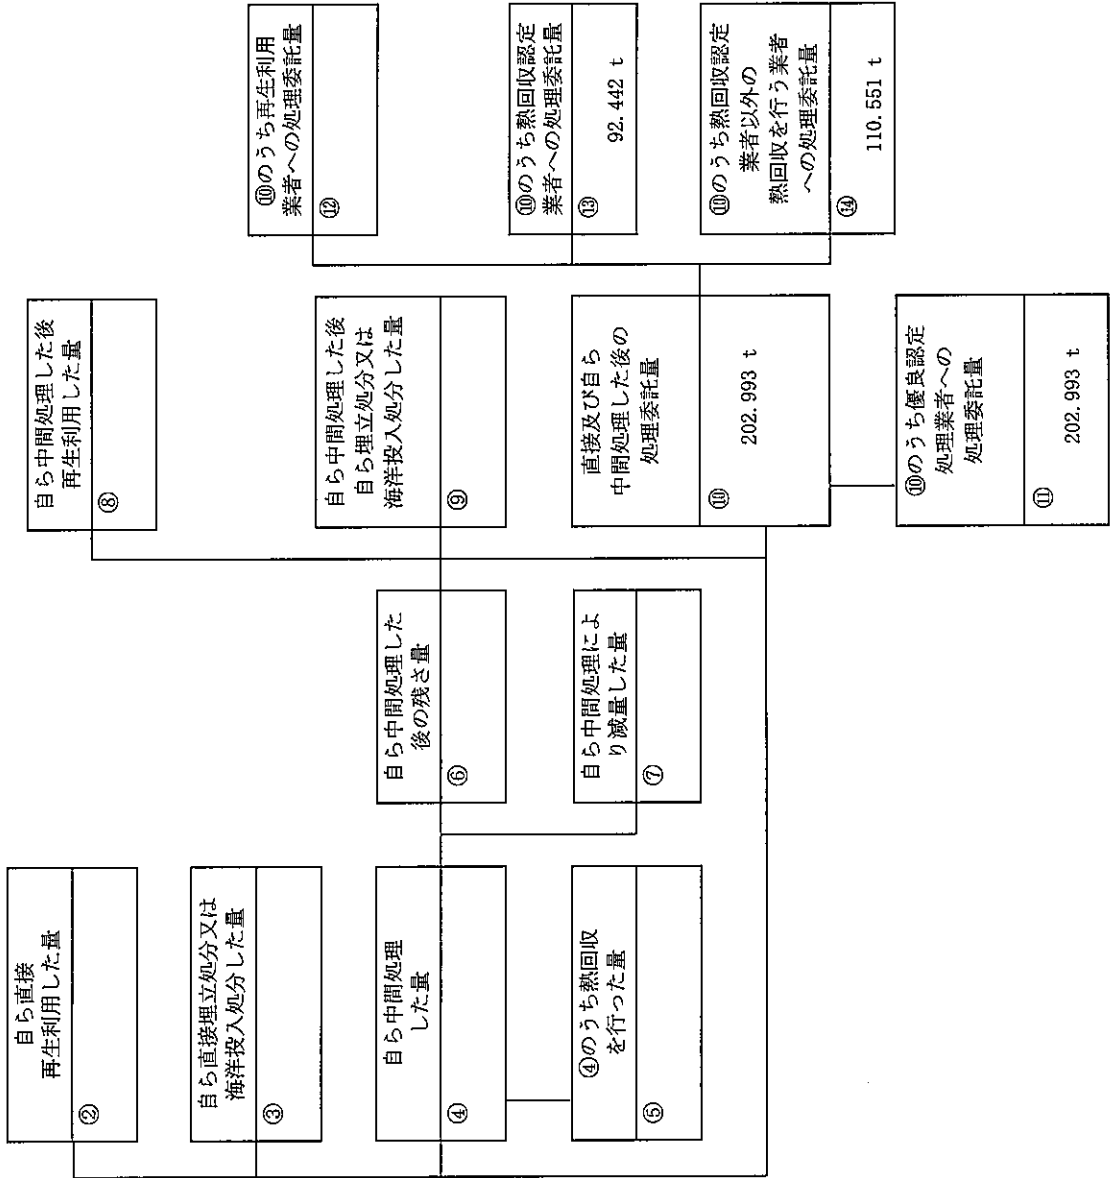 自ら直接
再生利用した量
②
自ら直接埋立処分又は
海洋投入処分した量
③
自ら中間処理
した量
④
④のうち熱回収
を行った量
⑤
自ら中間処理した
後の残さ量
⑥
自ら中間処理によ
り減量した量
⑦
自ら中間処理した後
再生利用した量
⑧
自ら中間処理した後
自ら埋立処分又は
海洋投入処分した量
⑨
直接及び自ら
中間処理した後の
処理委託量
⑩
202.993 t
⑩のうち優良認定
処理業者への
処理委託量
⑪
202.993 t
⑩のうち再生利用
業者への処理委託量
⑫
⑩のうち熱回収認定
業者への処理委託量
⑬
92.442 t
⑩のうち熱回収認定
業者以外の
熱回収を行う業者
への処理委託量
⑭
110.551 t